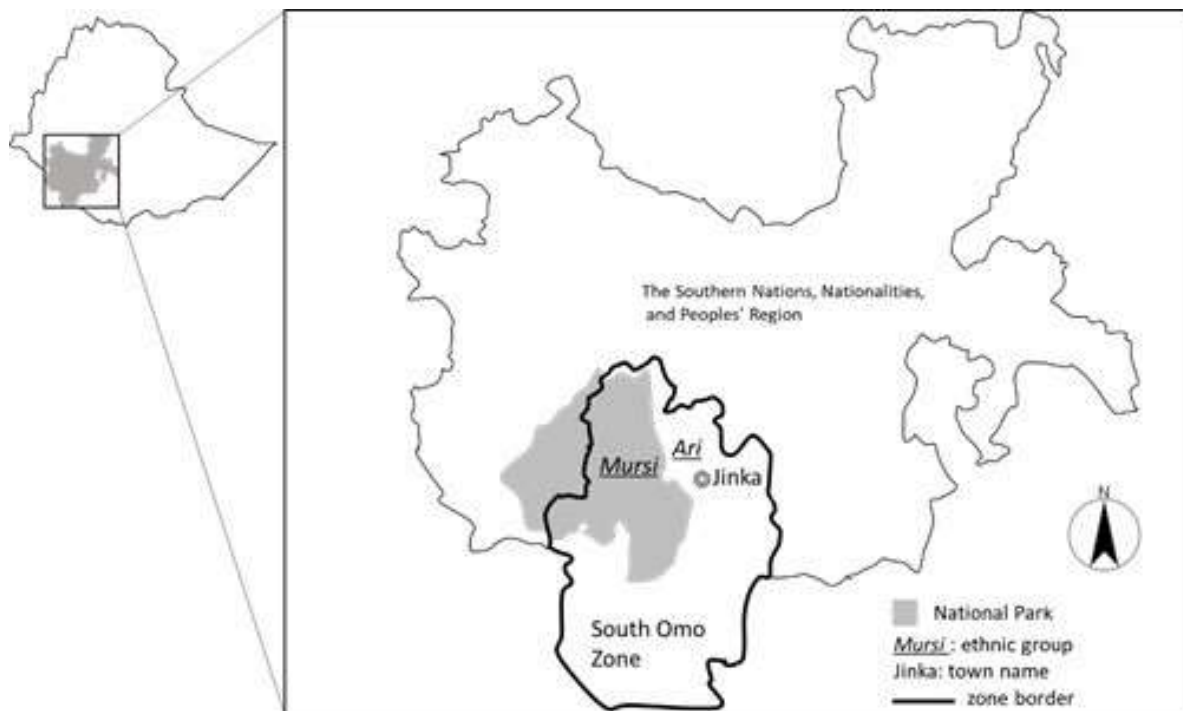 The Southern Nations, Nationalities,
and Peoples' Region
Ari
Mursi
Jinka
South Omo
Zone
N
National Park
Mursi : ethnic group
Jinka: town name
zone border